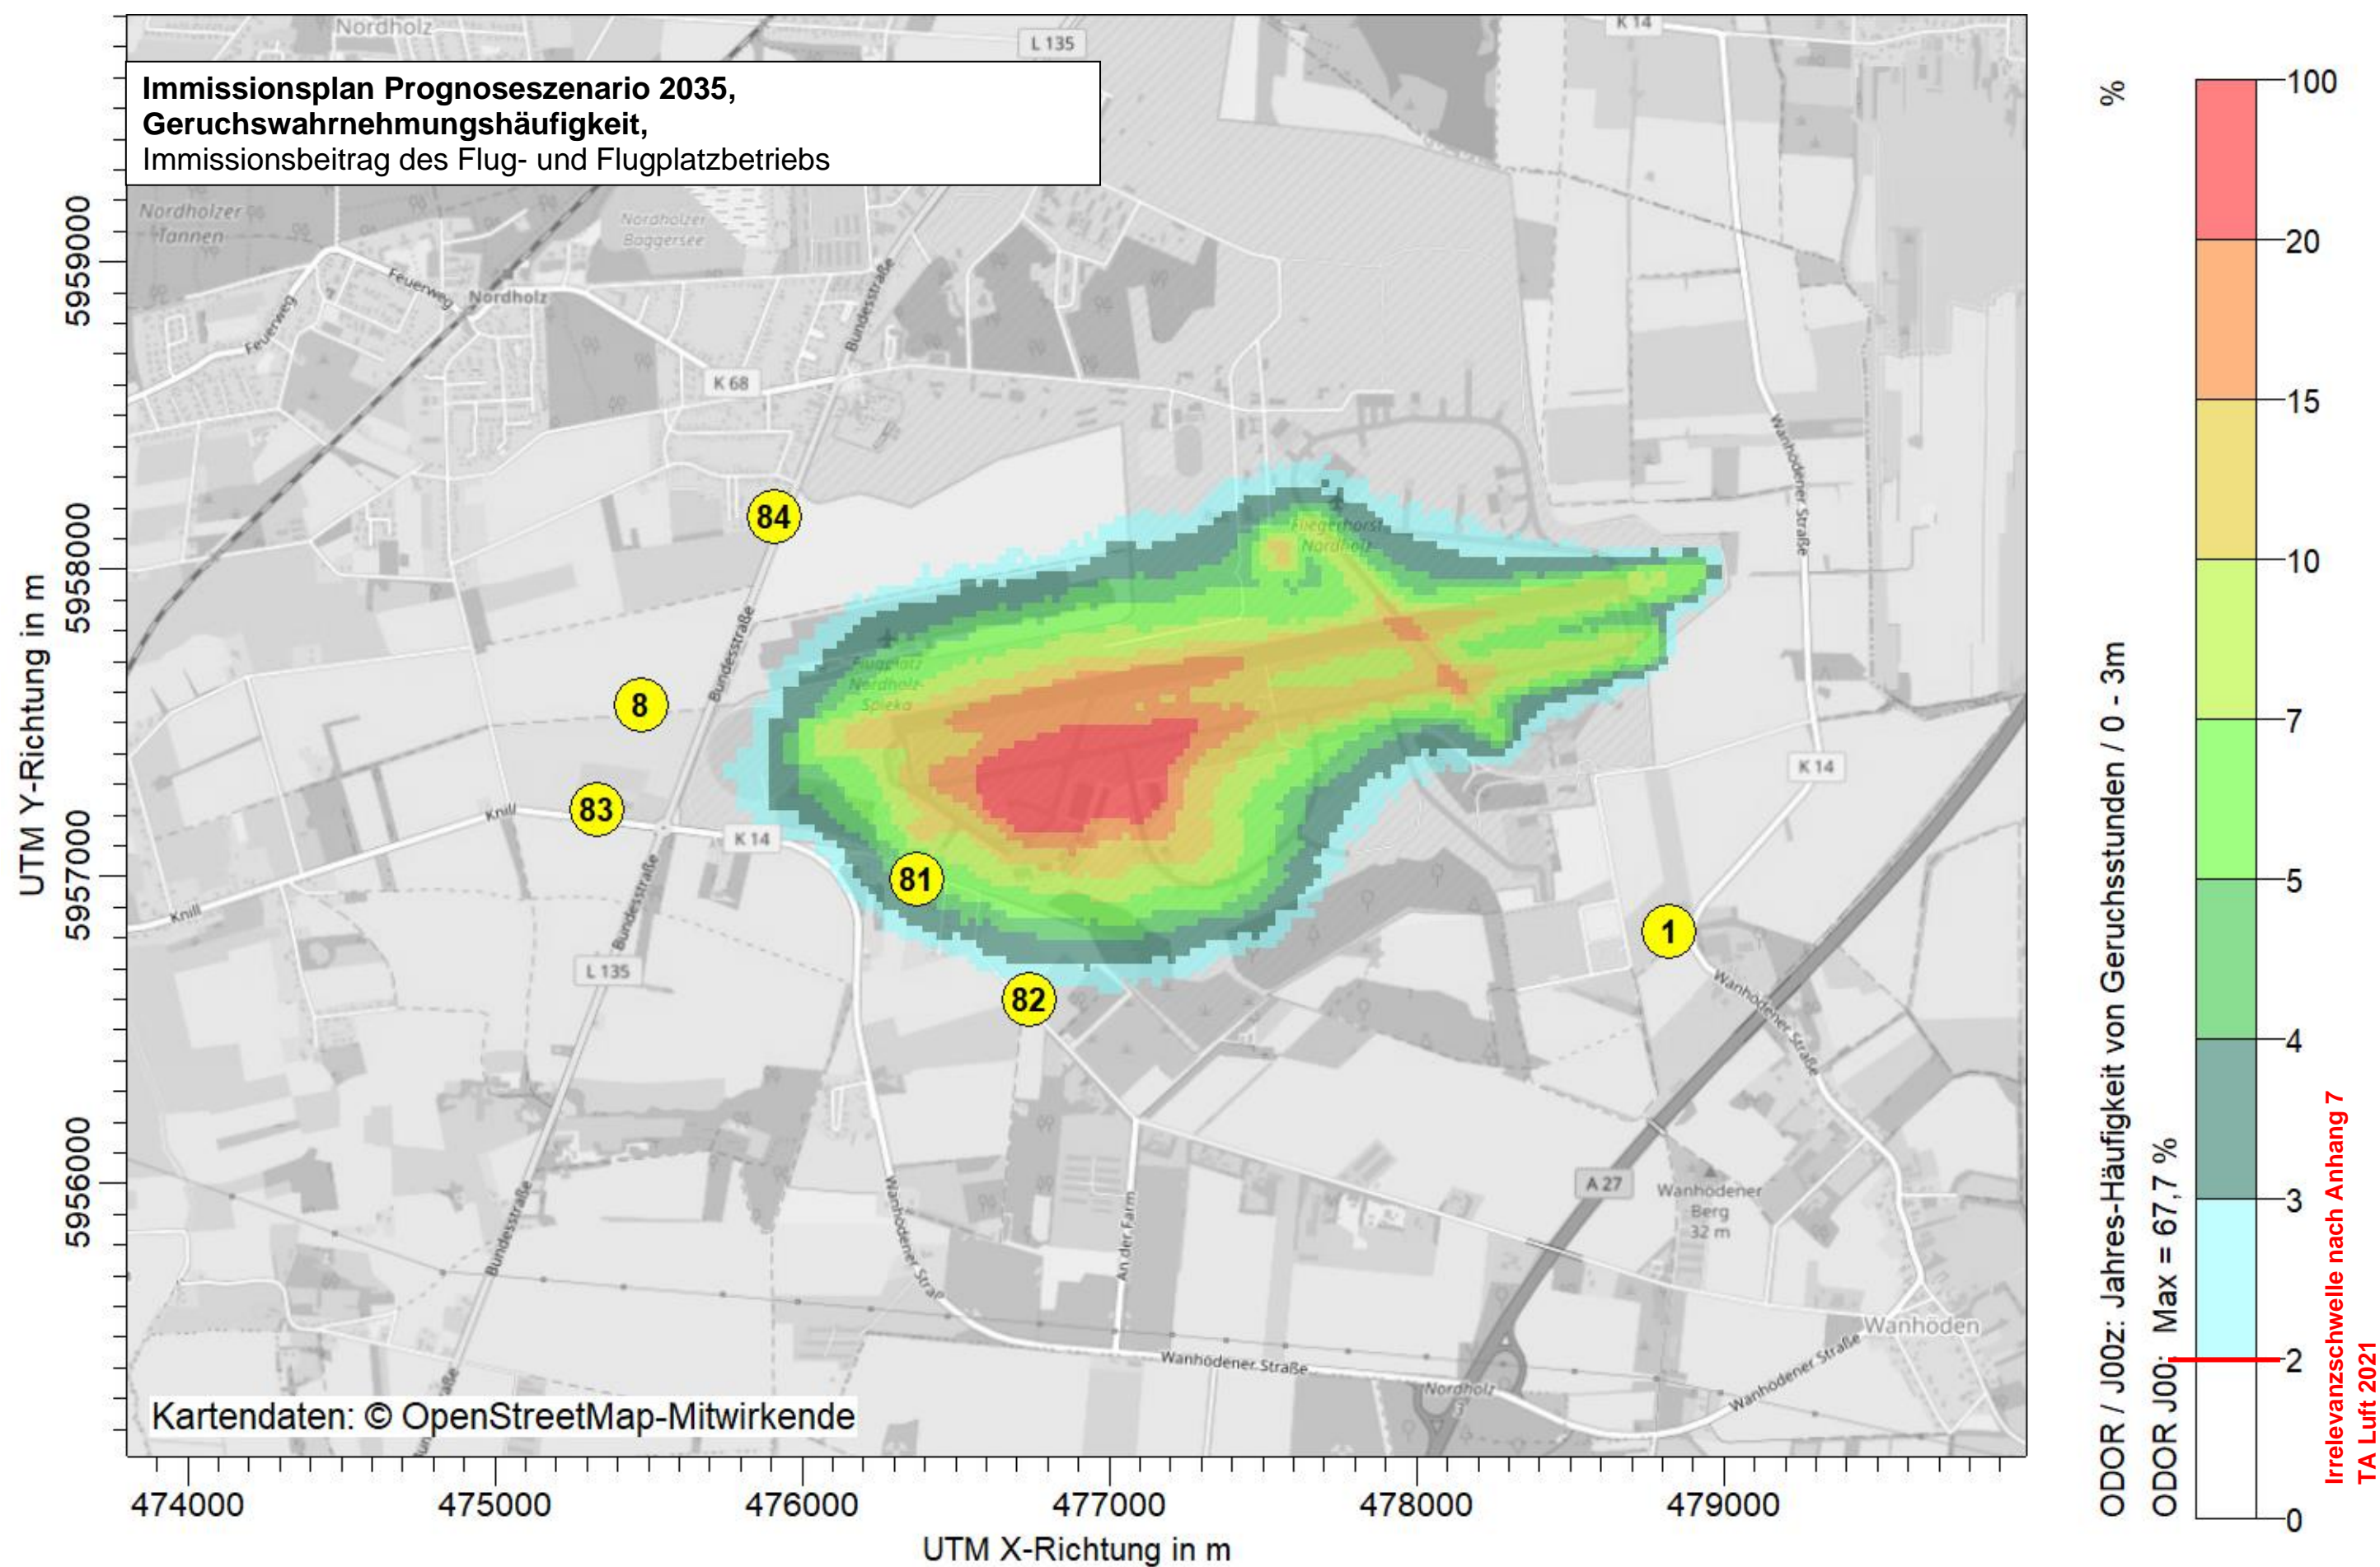 Nordholz
L 135
K 14
Immissionsplan Prognoseszenario 2035,
Geruchswahrnehmungshäufigkeit,
Immissionsbeitrag des Flug- und Flugplatzbetriebs
Nordholzer
Tannen
Nordholzer
Baggersee
Feuerweg
Nordholz
Feuerweg
Bundesstraße
K 68
Wanhödener Straße
84
Fliegerhorst
Nordholz
Bundesstraße
Flugplatz
Nordholz-
Spieka
8
83
Knill
K 14
K 14
81
Knill
Bundesstraße
1
L 135
82
Wanhödener Straße
Bundesstraße
Wanhödener Straß
An der Farm
A 27
Wanhödener
Berg
32 m
Wanhöden
Wanhödener Straße
Wanhödener Straße
Nordholz
3
aße
Bun
Kartendaten: © OpenStreetMap-Mitwirkende
UTM Y-Richtung in m
5959000
5958000
5957000
5956000
474000 475000 476000 477000 478000 479000
UTM X-Richtung in m
ODOR / J00z: Jahres-Häufigkeit von Geruchsstunden / 0 - 3m
%
ODOR J00: Max = 67,7 %
100
20
15
10
7
5
4
3
2
0
Irrelevanzschwelle nach Anhang 7
TA Luft 2021